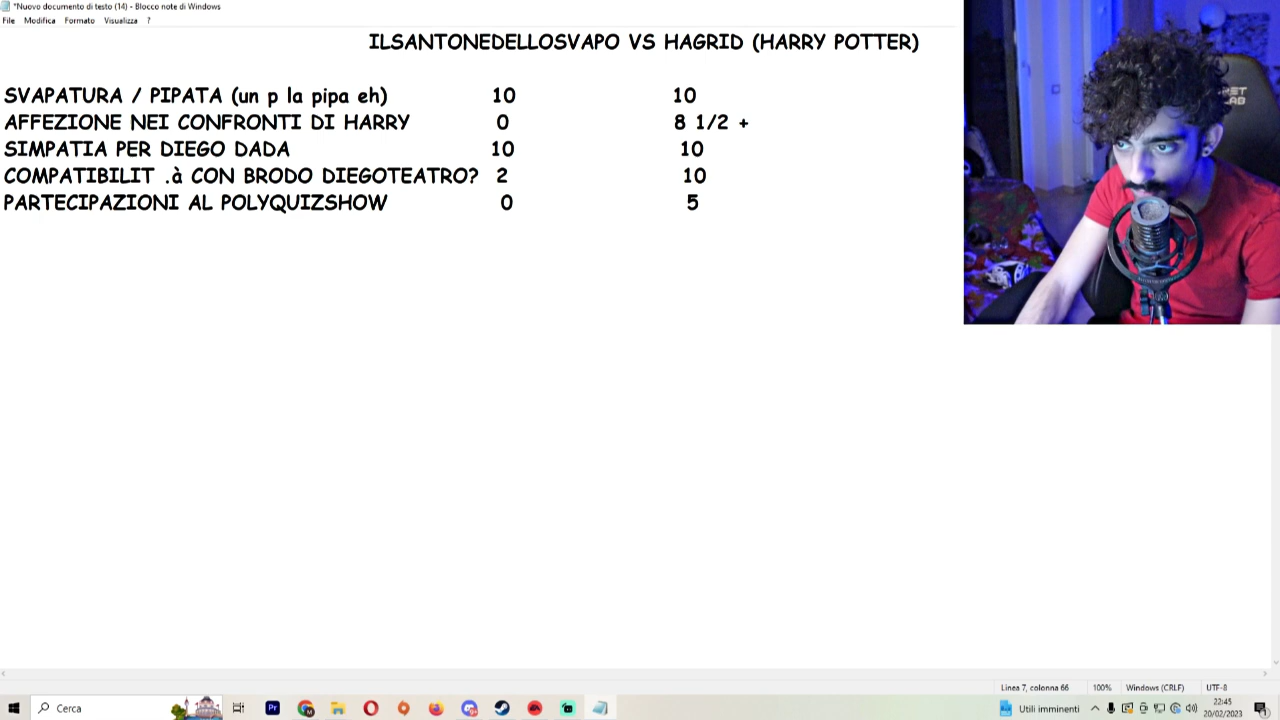 *Nuovo documento di testo (14) - Blocco note di Windows
File Modifica Formato Visualizza ?
ILSANTONEDELLOSVAPO VS HAGRID (HARRY POTTER)
SVAPATURA / PIPATA (un p la pipa eh) 10 10
AFFEZIONE NEI CONFRONTI DI HARRY 0 8 1/2 +
SIMPATIA PER DIEGO DADA 10 10
COMPATIBILIT .à CON BRODO DIEGOTEATRO? 2 10
PARTECIPAZIONI AL POLYQUIZSHOW 0 5
Linea 7, colonna 66 100% Windows (CRLF) UTF-8
Cerca Pr Utili imminenti 22:45
20/02/2023